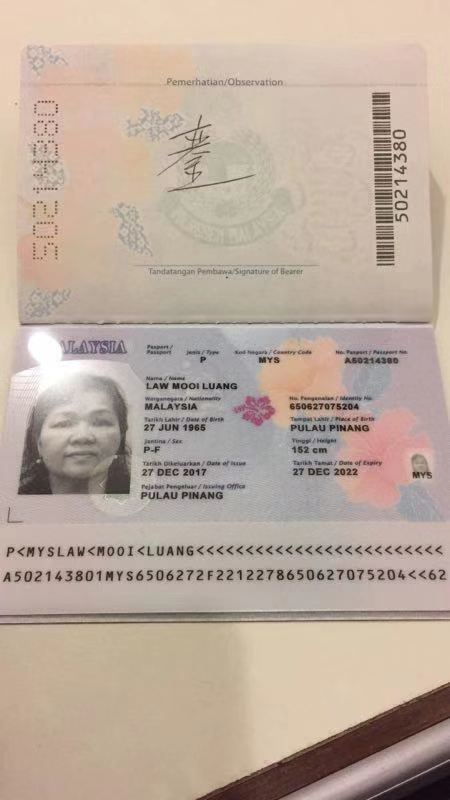 Pemerhatian/Observation
50214380
50214380
Tandatangan Pembawa/Signature of Bearer
MALAYSIA
Pasport / Passport
Jenis / Type
Kod Negara / Country Code
No. Pasport / Passport No.
P
MYS
A50214380
Nama / Name
LAW MOOI LUANG
Warganegara / Nationality
No. Pengenalan / Identity No.
MALAYSIA
650627075204
Tarikh Lahir / Date of Birth
Tempat Lahir / Place of Birth
27 JUN 1965
PULAU PINANG
Jantina / Sex
Tinggi / Height
P-F
152 cm
Tarikh Dikeluarkan / Date of Issue
Tarikh Tamat / Date of Expiry
27 DEC 2017
27 DEC 2022
MYS
Pejabat Pengeluar / Issuing Office
PULAU PINANG
P<MYSLAW<MOOI<LUANG<<<<<<<<<<<<<<<<<<<<<<<<<
A502143801MYS6506272F2212278650627075204<<62